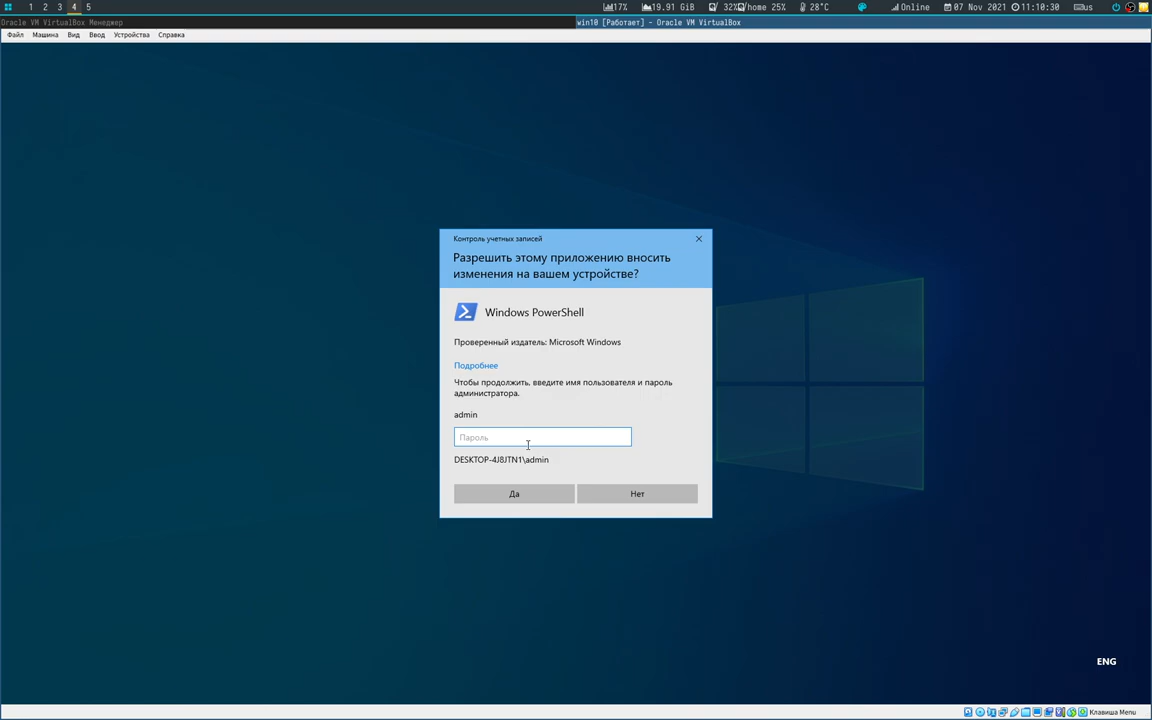 1 2 3 4 5
17% 19.91 GiB 32% /home 25% 28°C Online 07 Nov 2021 11:10:30 us
Oracle VM VirtualBox Менеджер
win10 [Работает] - Oracle VM VirtualBox
Файл Машина Вид Ввод Устройства Справка
Контроль учетных записей
Разрешить этому приложению вносить
изменения на вашем устройстве?
Windows PowerShell
Проверенный издатель: Microsoft Windows
Подробнее
Чтобы продолжить, введите имя пользователя и пароль
администратора.
admin
Пароль
DESKTOP-4J8JTN1\admin
Да Нет
ENG
Клавиша Menu